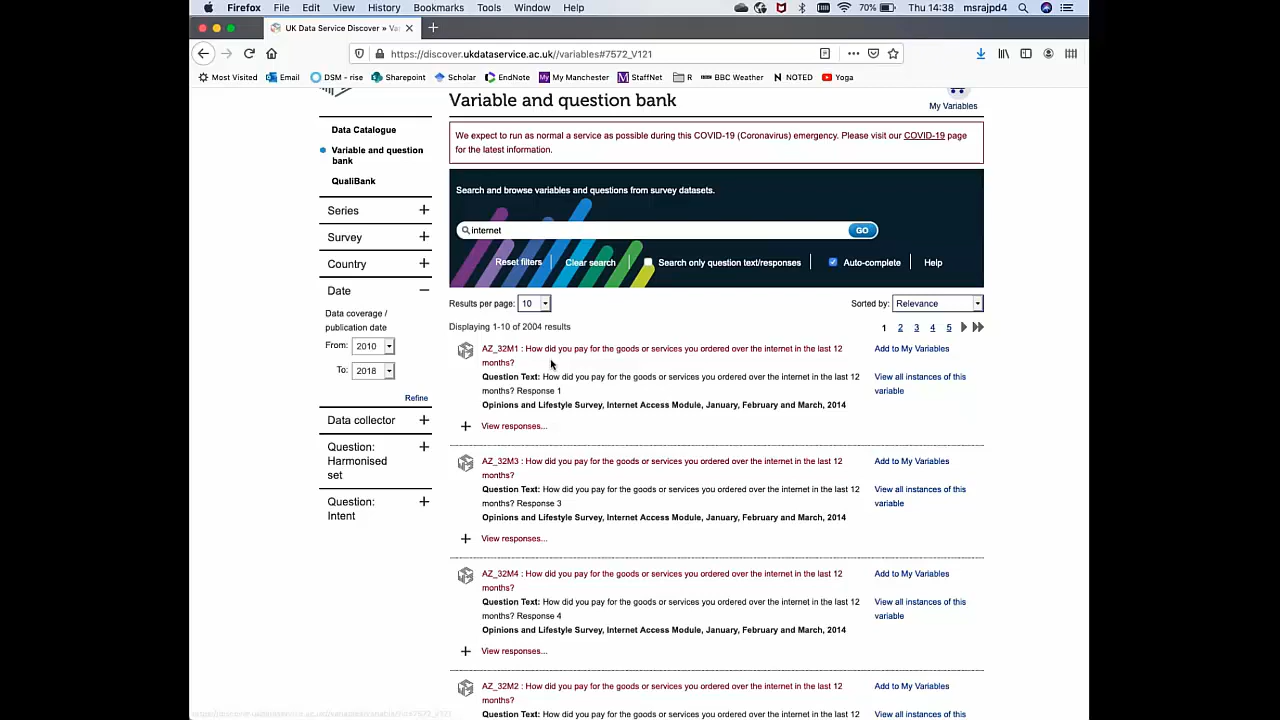 Firefox File Edit View History Bookmarks Tools Window Help 70% Thu 14:38 msrajpd4
UK Data Service Discover » Va
https://discover.ukdataservice.ac.uk//variables#7572_V121
Most Visited Email DSM - rise Sharepoint Scholar EndNote My Manchester StaffNet R BBC Weather NOTED Yoga
Variable and question bank
My Variables
Data Catalogue
Variable and question
bank
QualiBank
Series
Survey
Country
Date
Data coverage /
publication date
From: 2010
To: 2018
Refine
Data collector
Question:
Harmonised
set
Question:
Intent
We expect to run as normal a service as possible during this COVID-19 (Coronavirus) emergency. Please visit our COVID-19 page
for the latest information.
Search and browse variables and questions from survey datasets.
internet GO
Reset filters Clear search Search only question text/responses Auto-complete Help
Results per page: 10 Sorted by: Relevance
Displaying 1-10 of 2004 results 1 2 3 4 5
AZ_32M1 : How did you pay for the goods or services you ordered over the internet in the last 12 Add to My Variables
months?
Question Text: How did you pay for the goods or services you ordered over the internet in the last 12 View all instances of this
months? Response 1 variable
Opinions and Lifestyle Survey, Internet Access Module, January, February and March, 2014
View responses...
AZ_32M3 : How did you pay for the goods or services you ordered over the internet in the last 12 Add to My Variables
months?
Question Text: How did you pay for the goods or services you ordered over the internet in the last 12 View all instances of this
months? Response 3 variable
Opinions and Lifestyle Survey, Internet Access Module, January, February and March, 2014
View responses...
AZ_32M4 : How did you pay for the goods or services you ordered over the internet in the last 12 Add to My Variables
months?
Question Text: How did you pay for the goods or services you ordered over the internet in the last 12 View all instances of this
months? Response 4 variable
Opinions and Lifestyle Survey, Internet Access Module, January, February and March, 2014
View responses...
AZ_32M2 : How did you pay for the goods or services you ordered over the internet in the last 12 Add to My Variables
months?
Question Text: How did you pay for the goods or services you ordered over the internet in the last 12 View all instances of this